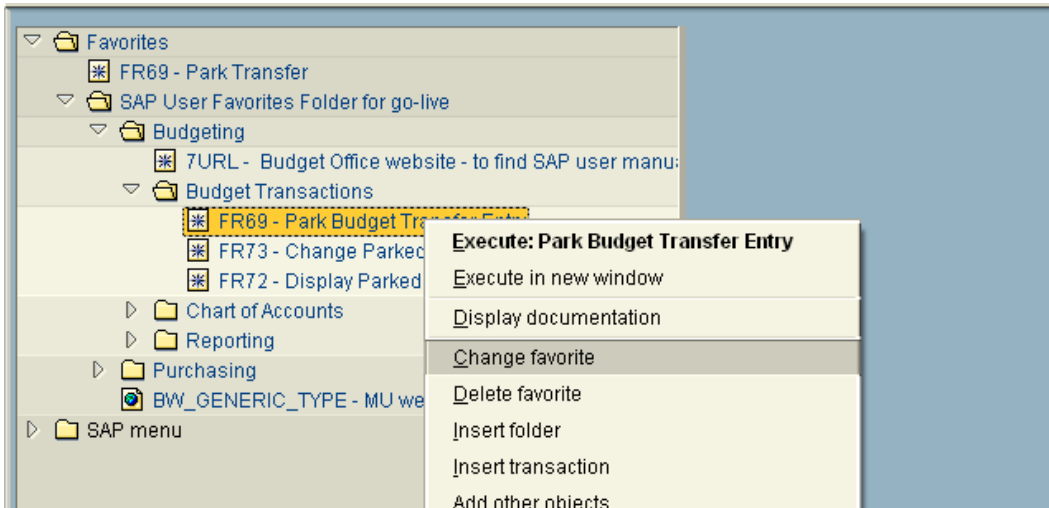 Favorites
FR69 - Park Transfer
SAP User Favorites Folder for go-live
Budgeting
7URL - Budget Office website - to find SAP user manu
Budget Transactions
FR69 - Park Budget Transfer Entry
FR73 - Change Parked
FR72 - Display Parked
Chart of Accounts
Reporting
Purchasing
BW_GENERIC_TYPE - MU we
SAP menu
Execute: Park Budget Transfer Entry
Execute in new window
Display documentation
Change favorite
Delete favorite
Insert folder
Insert transaction
Add other objects